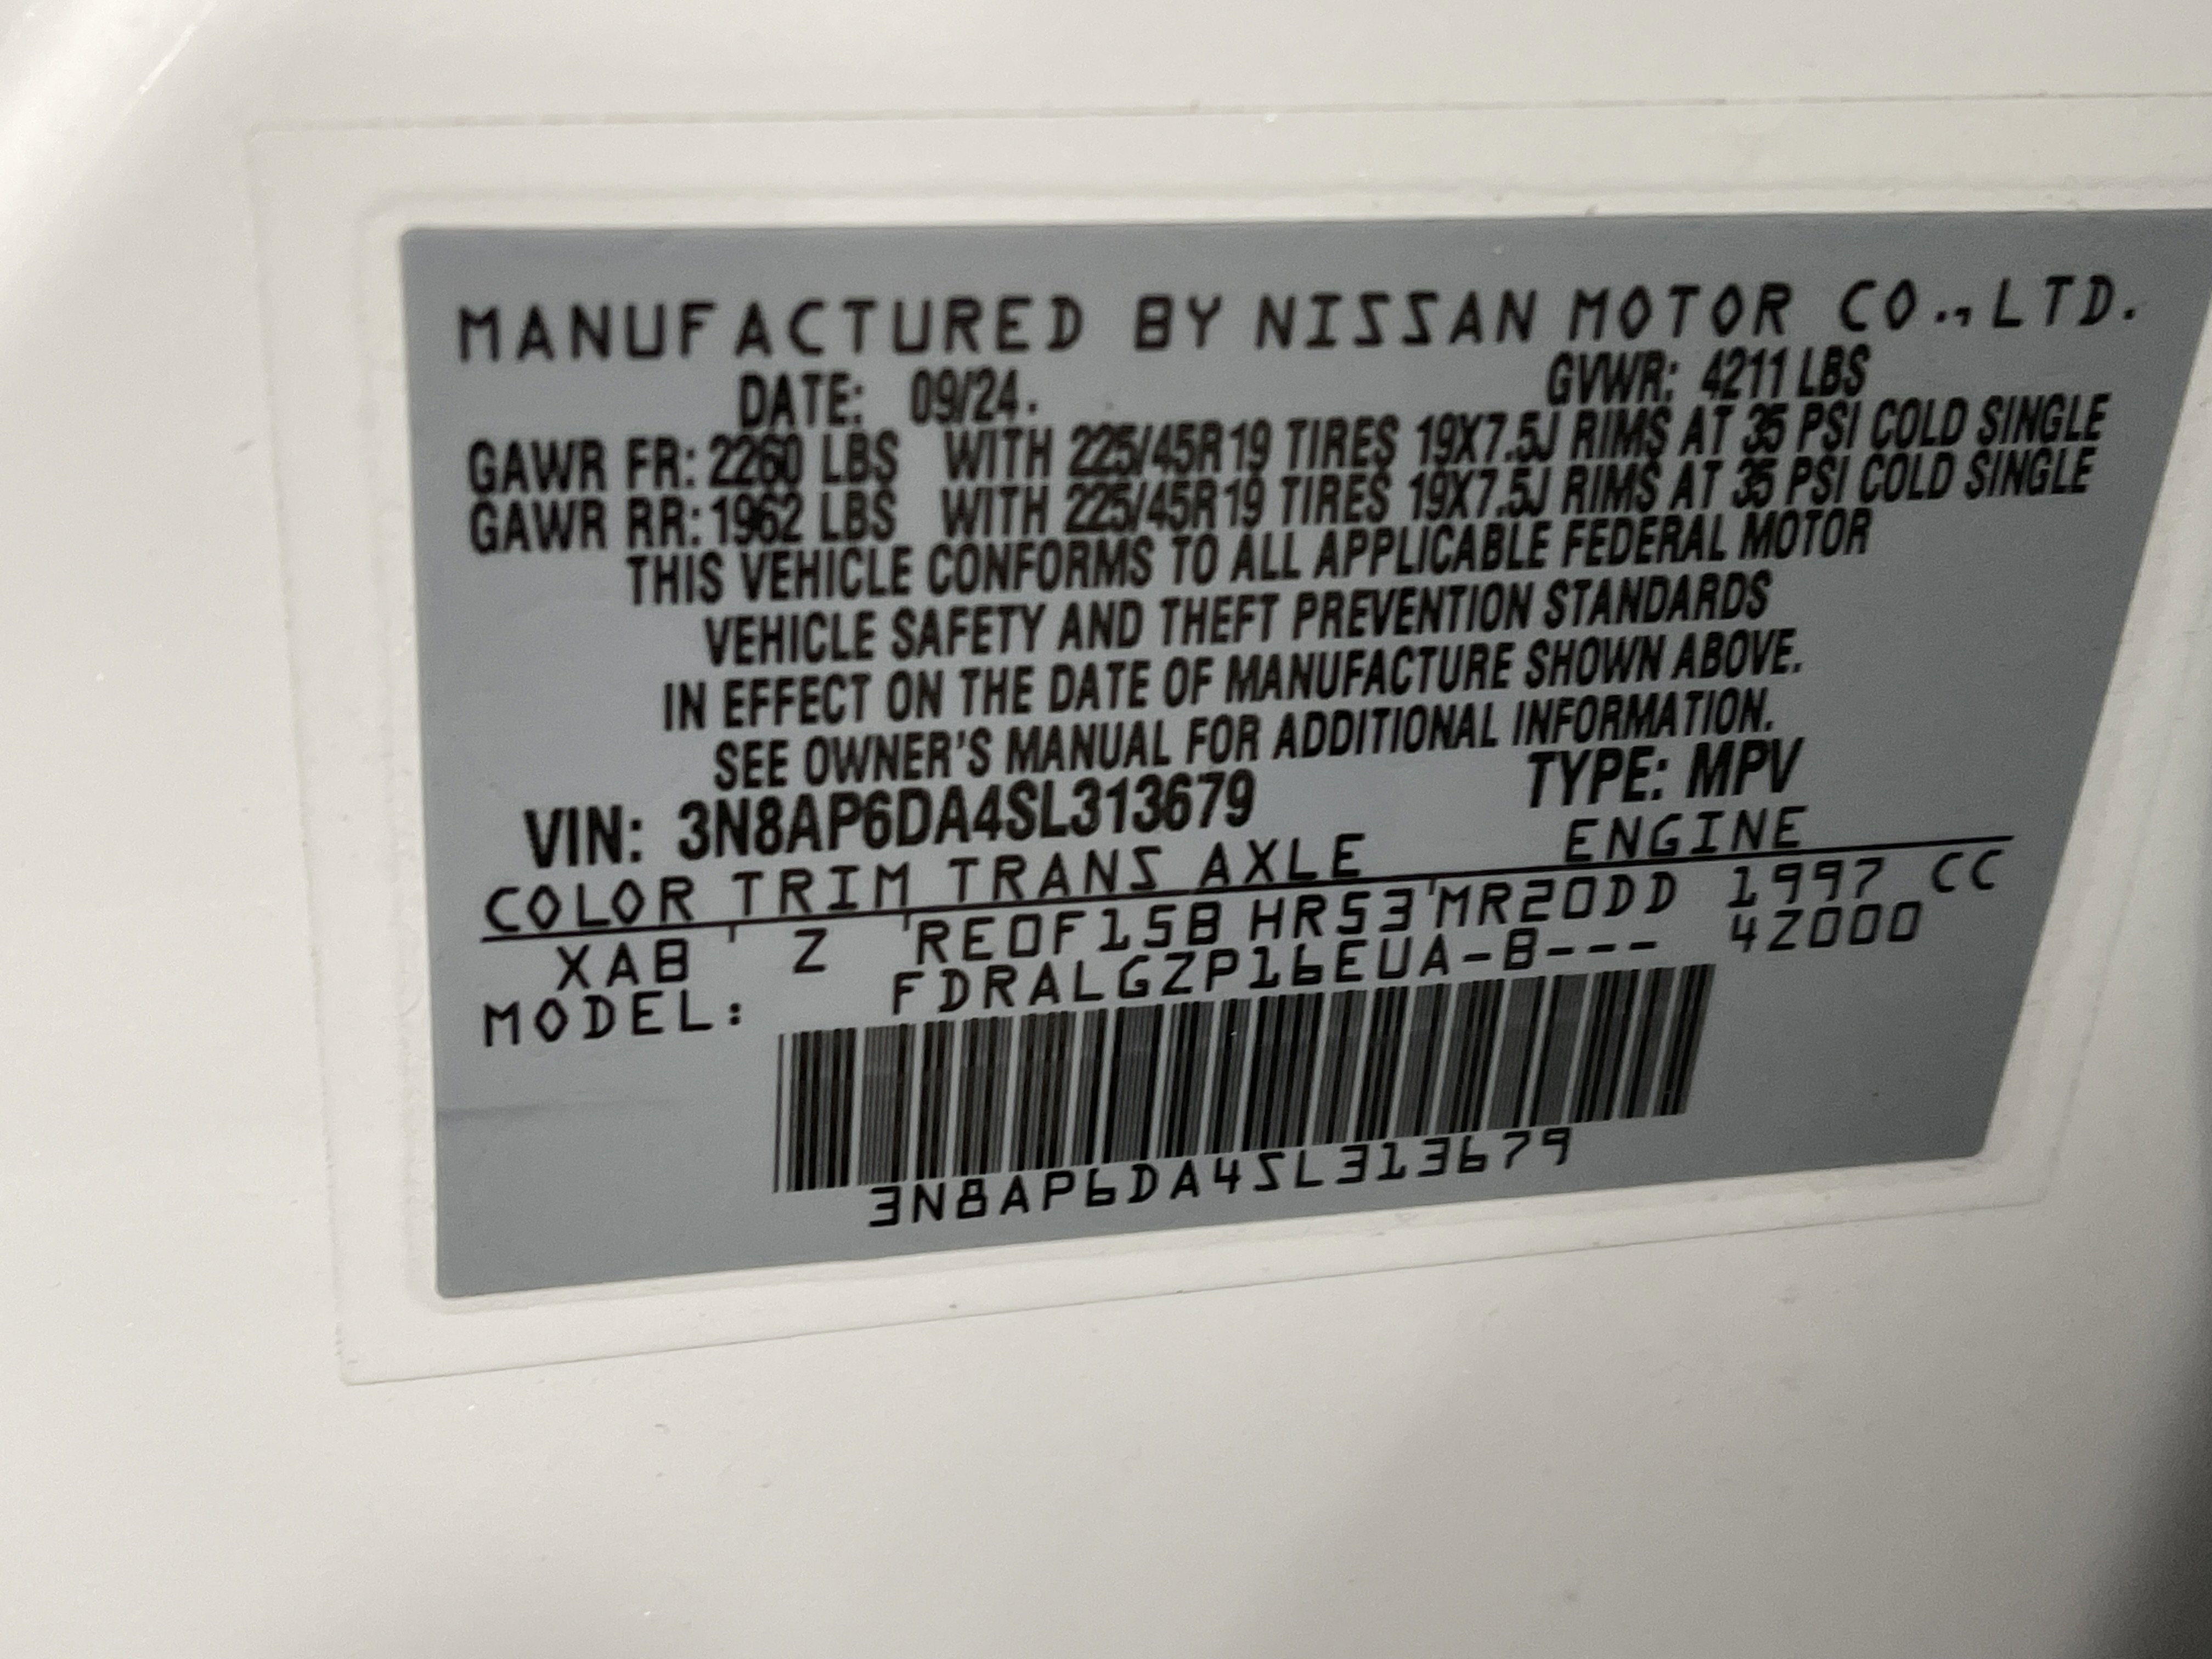 MANUFACTURED BY NISSAN MOTOR CO., LTD.
DATE: 09/24. GVWR: 4211 LBS
GAWR FR: 2260 LBS WITH 225/45R19 TIRES 19X7.5J RIMS AT 35 PSI COLD SINGLE
GAWR RR: 1962 LBS WITH 225/45R19 TIRES 19X7.5J RIMS AT 35 PSI COLD SINGLE
THIS VEHICLE CONFORMS TO ALL APPLICABLE FEDERAL MOTOR
VEHICLE SAFETY AND THEFT PREVENTION STANDARDS
IN EFFECT ON THE DATE OF MANUFACTURE SHOWN ABOVE.
SEE OWNER'S MANUAL FOR ADDITIONAL INFORMATION.
VIN: 3N8AP6DA4SL313679 TYPE: MPV
COLOR TRIM TRANS AXLE ENGINE
XAB Z RE0F15B HR53 MR20DD 1997 CC
MODEL: FDRALGZP16EUA-B--- 4Z000
3N8AP6DA4SL313679